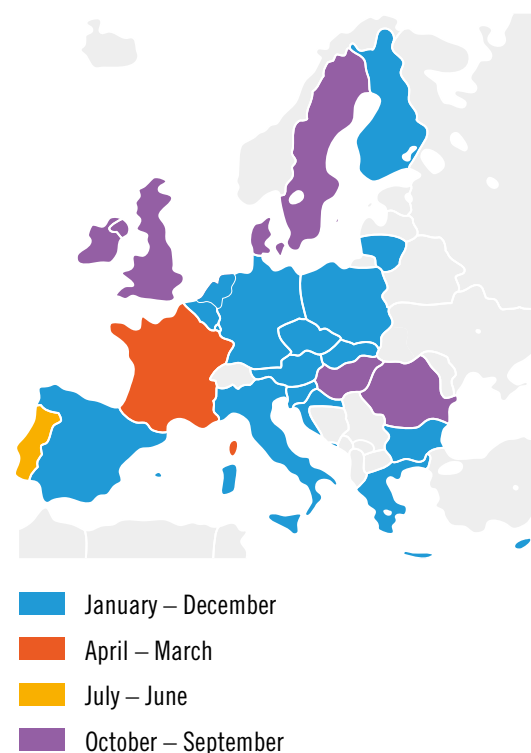 January – December
April – March
July – June
October – September